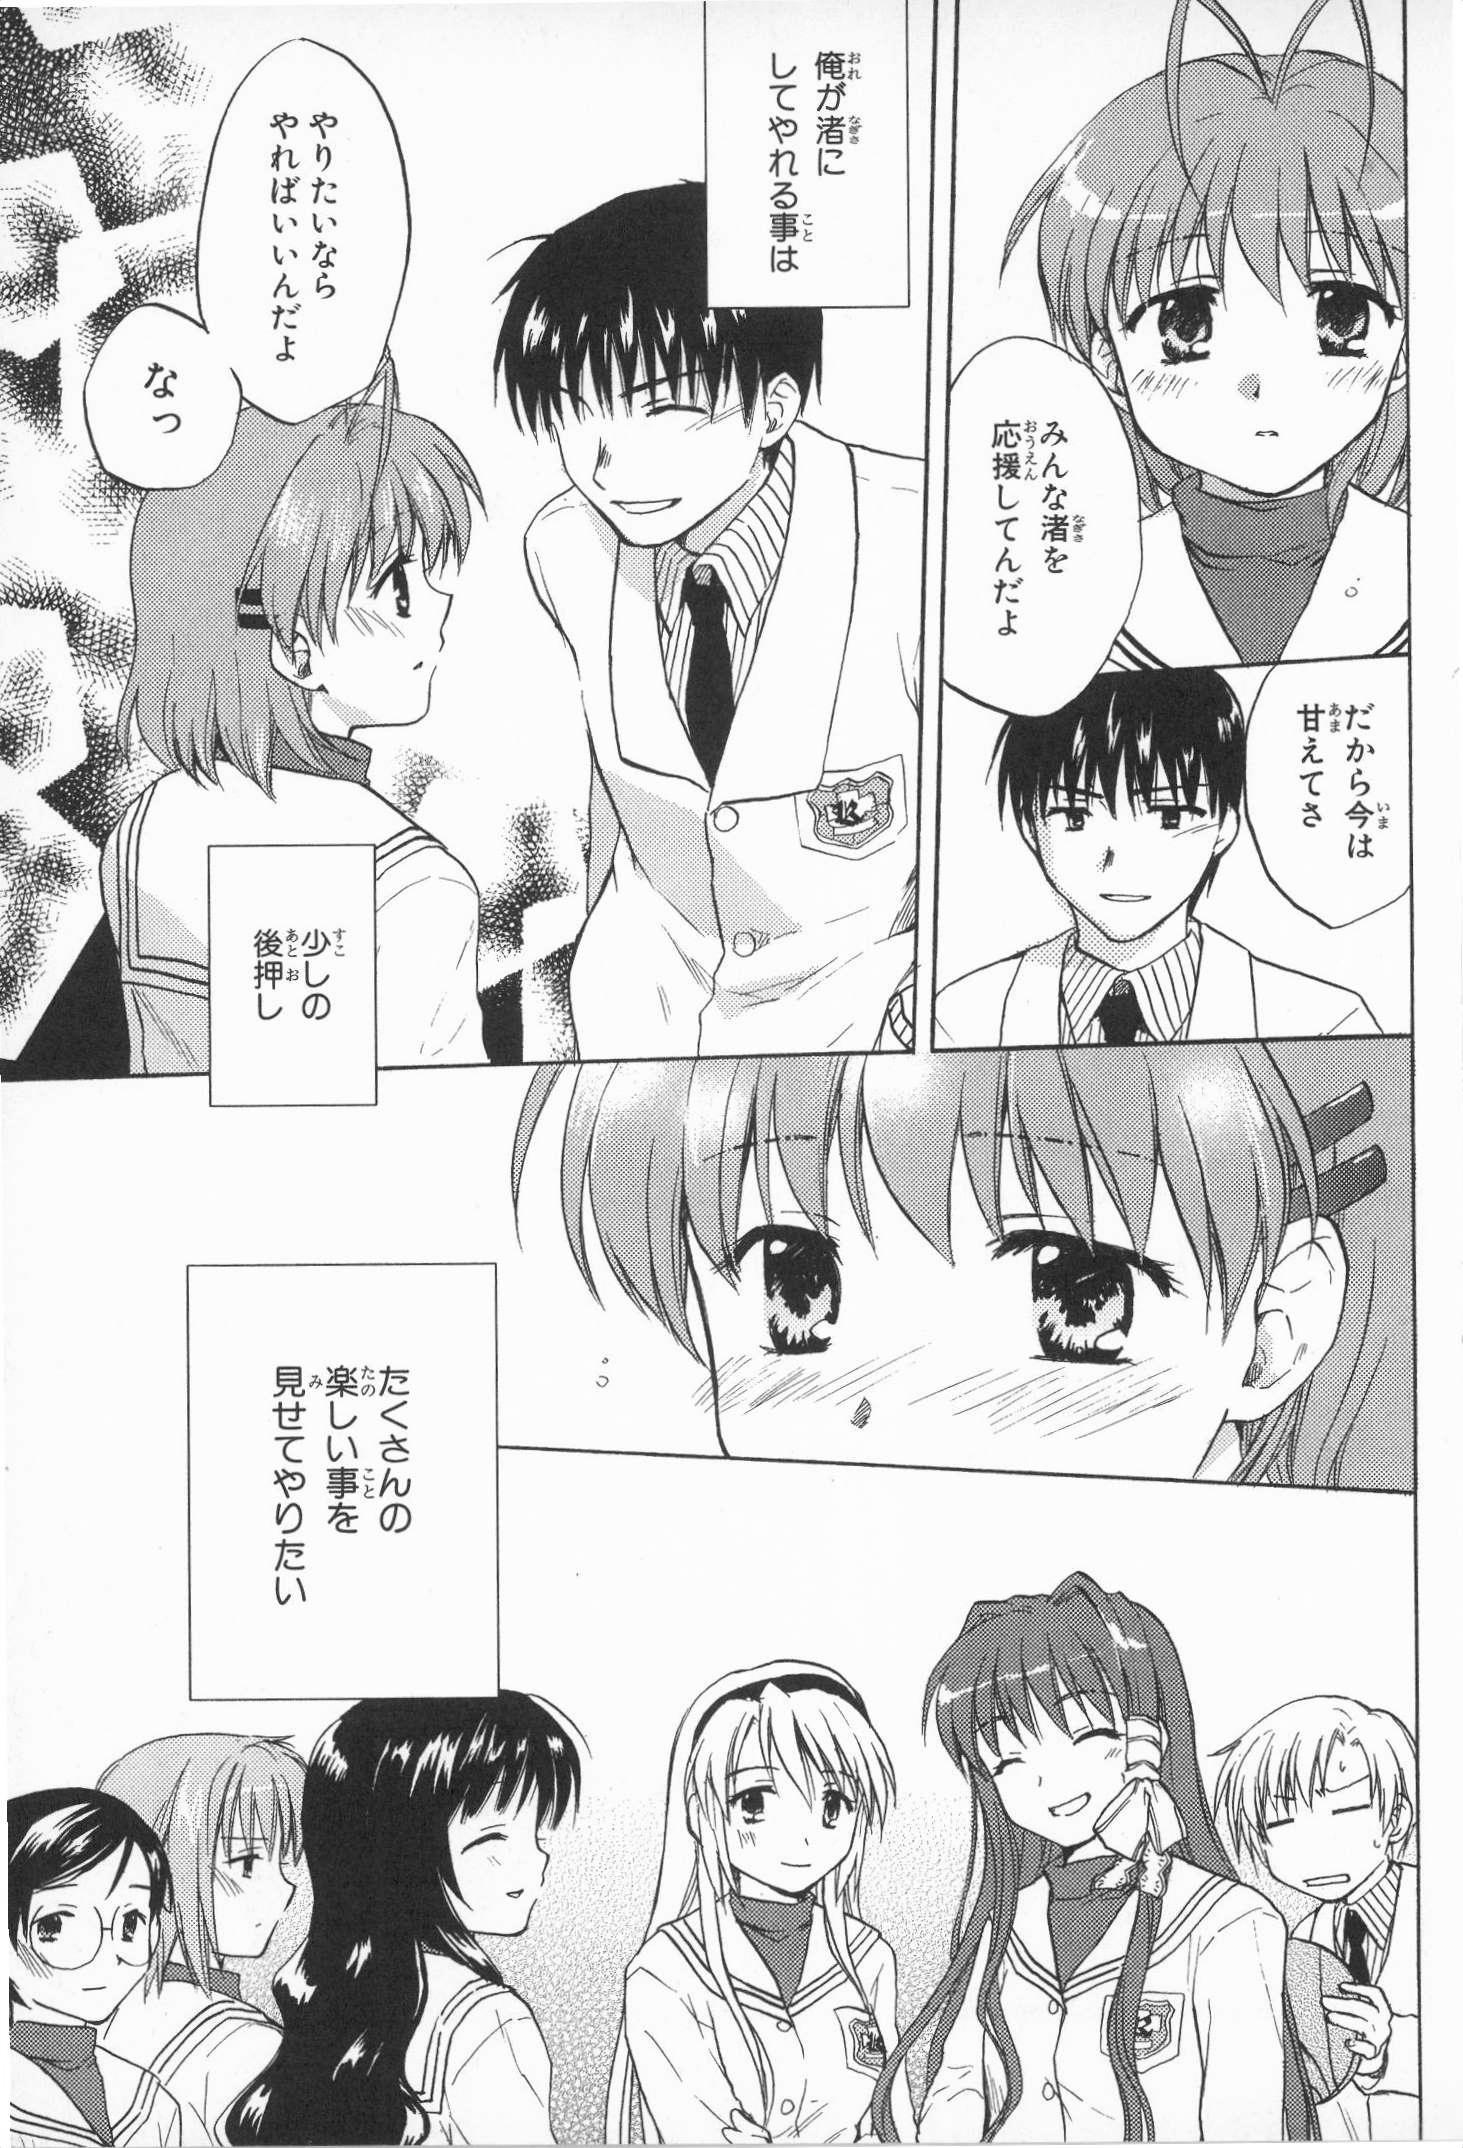 みんな渚を
応援してんだよ
だから今は
甘えてさ
俺が渚に
してやれる事は
やりたいなら
やればいいんだよ
なっ
少しの
後押し
たくさんの
楽しい事を
見せてやりたい